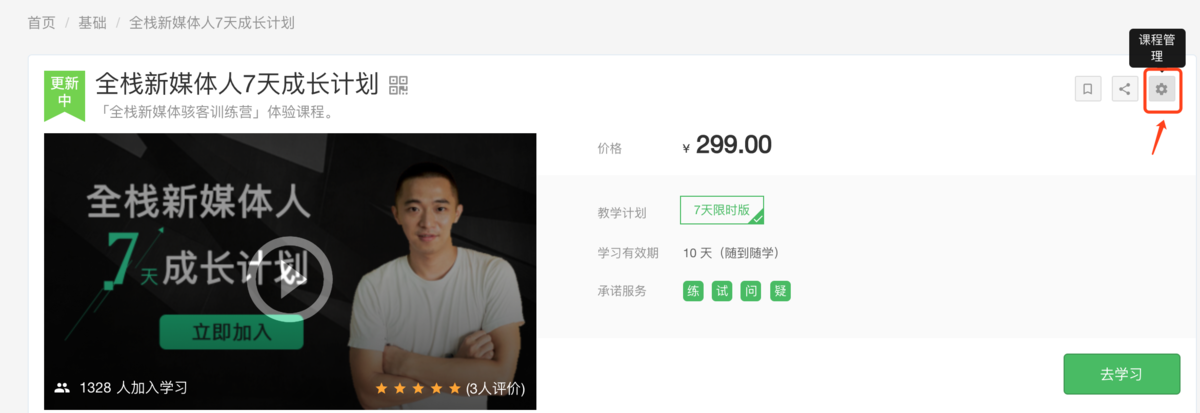 首页 / 基础 / 全栈新媒体人7天成长计划
课程管
理
更新
中
全栈新媒体人7天成长计划
「全栈新媒体骇客训练营」体验课程。
全栈新媒体人
7天成长计划
立即加入
1328 人加入学习
(3人评价)
价格
¥ 299.00
教学计划
7天限时版
学习有效期
10 天（随到随学）
承诺服务
练 试 问 疑
去学习